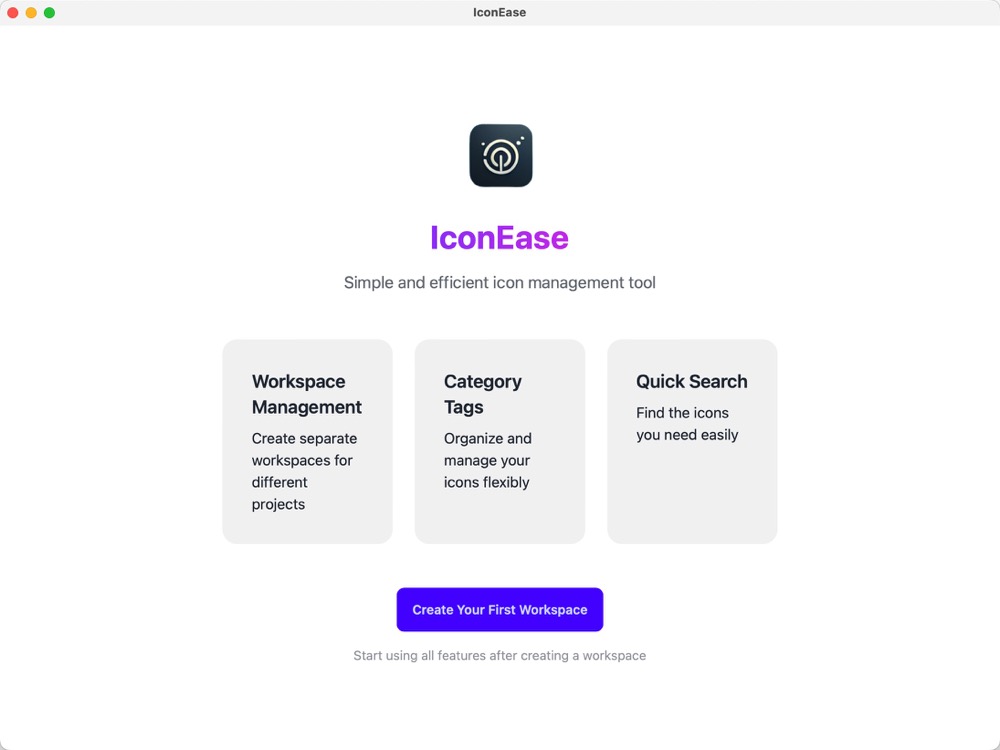 IconEase
IconEase
Simple and efficient icon management tool
Workspace
Management
Create separate
workspaces for
different
projects
Category
Tags
Organize and
manage your
icons flexibly
Quick Search
Find the icons
you need easily
Create Your First Workspace
Start using all features after creating a workspace